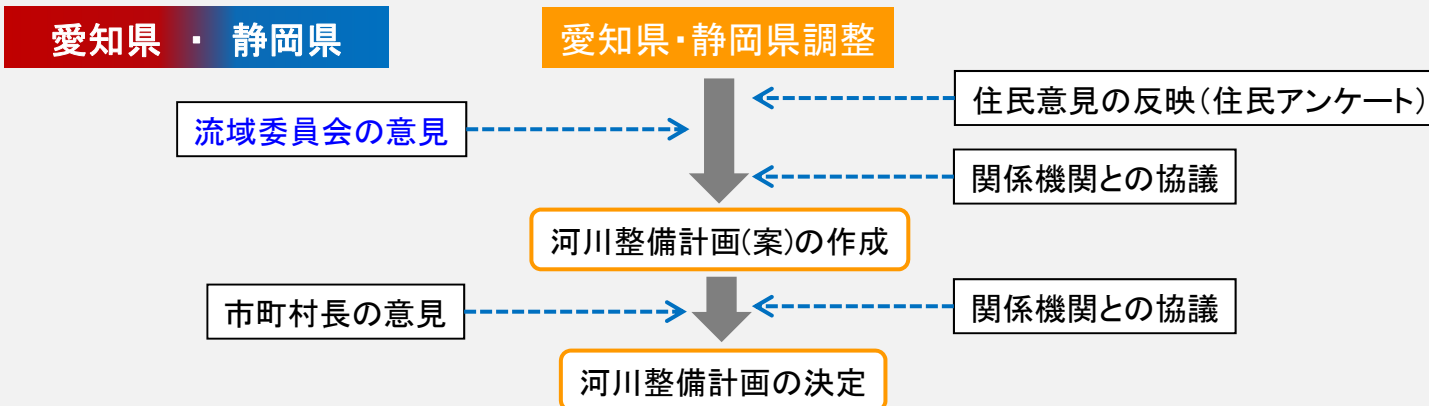 愛知県 ・ 静岡県
愛知県・静岡県調整
住民意見の反映(住民アンケート)
流域委員会の意見
関係機関との協議
河川整備計画(案)の作成
市町村長の意見
関係機関との協議
河川整備計画の決定